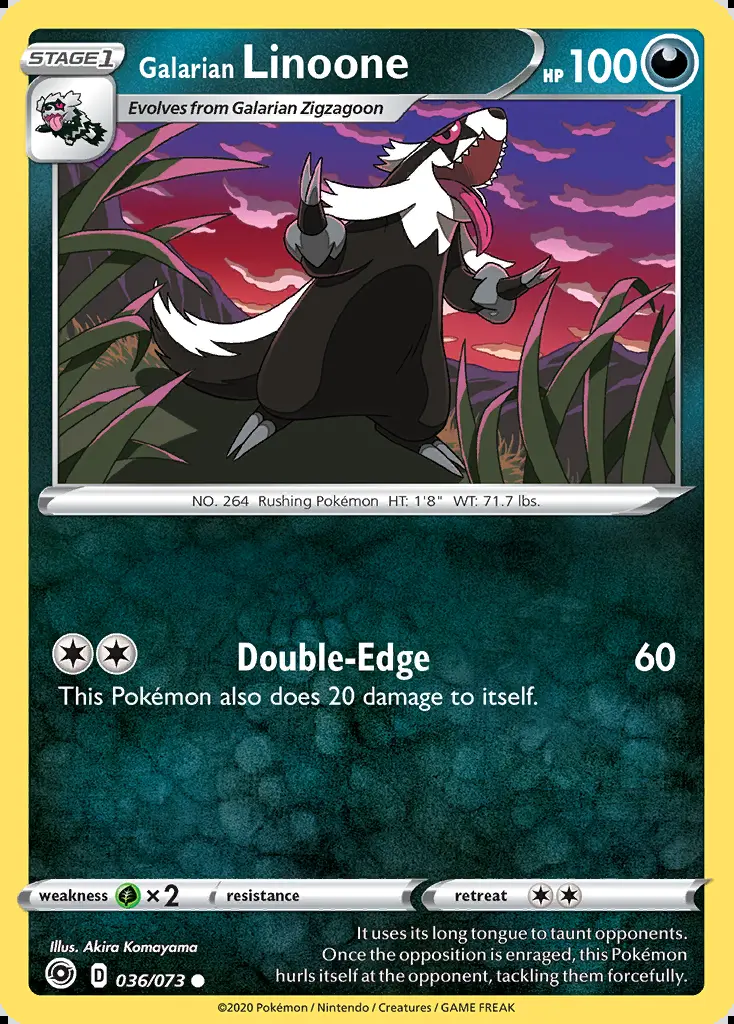 STAGE1
Galarian Linoone
HP 100
Evolves from Galarian Zigzagoon
NO. 264 Rushing Pokémon HT: 1'8" WT: 71.7 lbs.
Double-Edge 60
This Pokémon also does 20 damage to itself.
weakness ×2 resistance retreat
Illus. Akira Komayama
It uses its long tongue to taunt opponents.
Once the opposition is enraged, this Pokémon
hurls itself at the opponent, tackling them forcefully.
D 036/073
©2020 Pokémon / Nintendo / Creatures / GAME FREAK